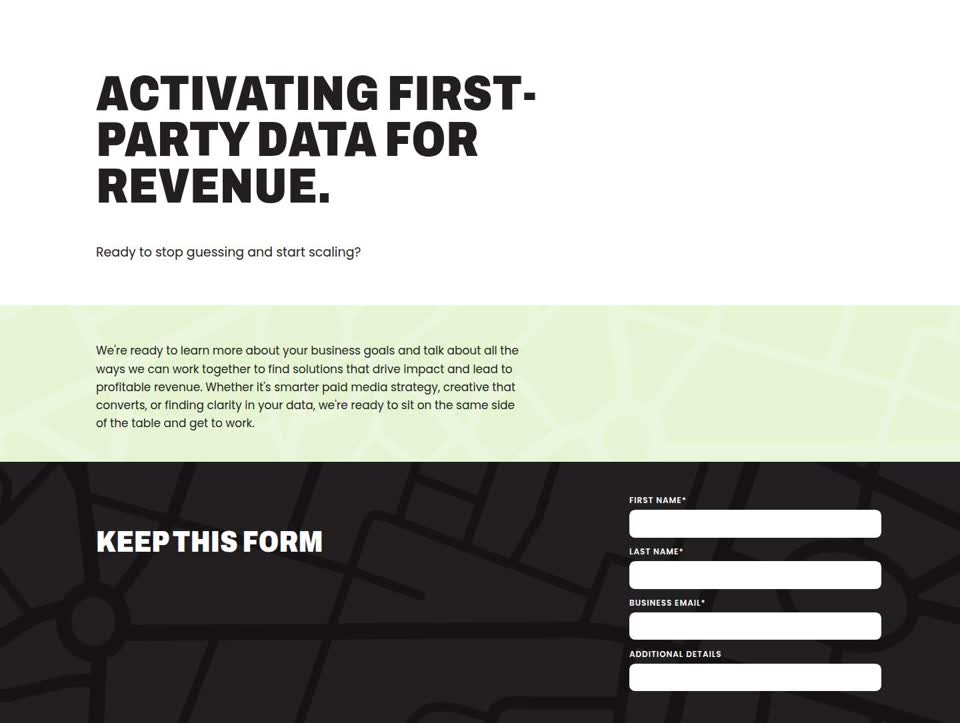 ACTIVATING FIRST-
PARTY DATA FOR
REVENUE.
Ready to stop guessing and start scaling?
We're ready to learn more about your business goals and talk about all the
ways we can work together to find solutions that drive impact and lead to
profitable revenue. Whether it's smarter paid media strategy, creative that
converts, or finding clarity in your data, we're ready to sit on the same side
of the table and get to work.
KEEP THIS FORM
FIRST NAME*
LAST NAME*
BUSINESS EMAIL*
ADDITIONAL DETAILS